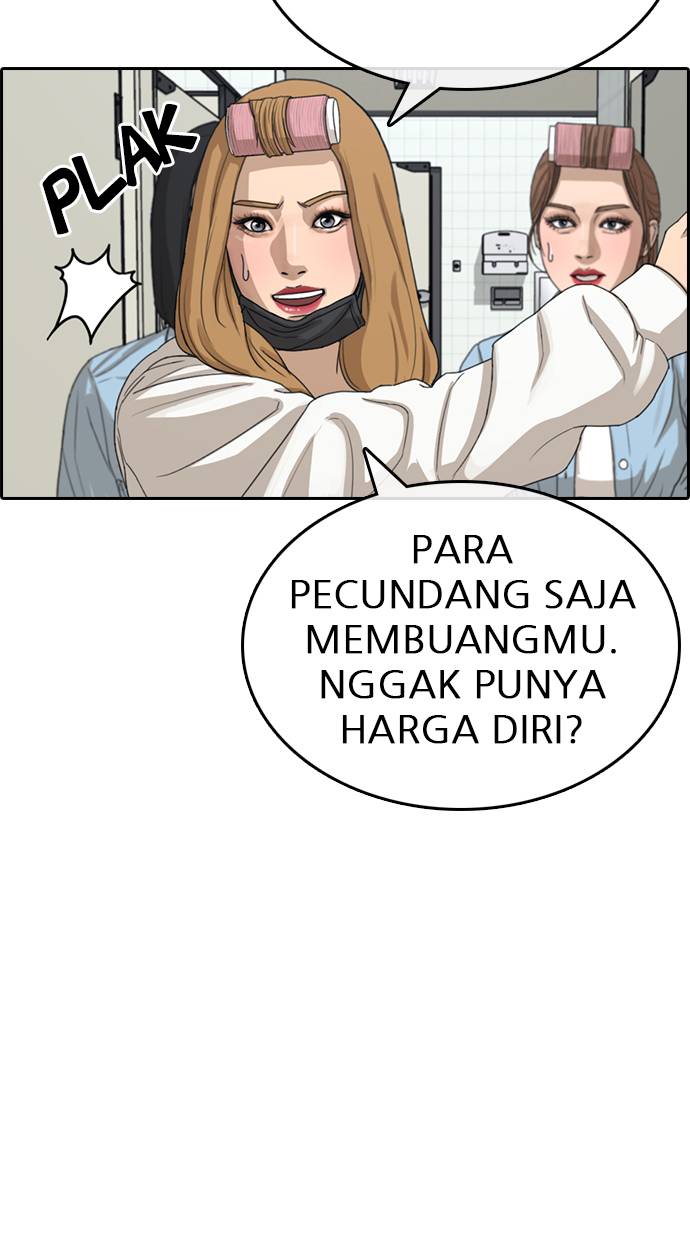 PLAK
PARA
PECUNDANG SAJA
MEMBUANGMU.
NGGAK PUNYA
HARGA DIRI?